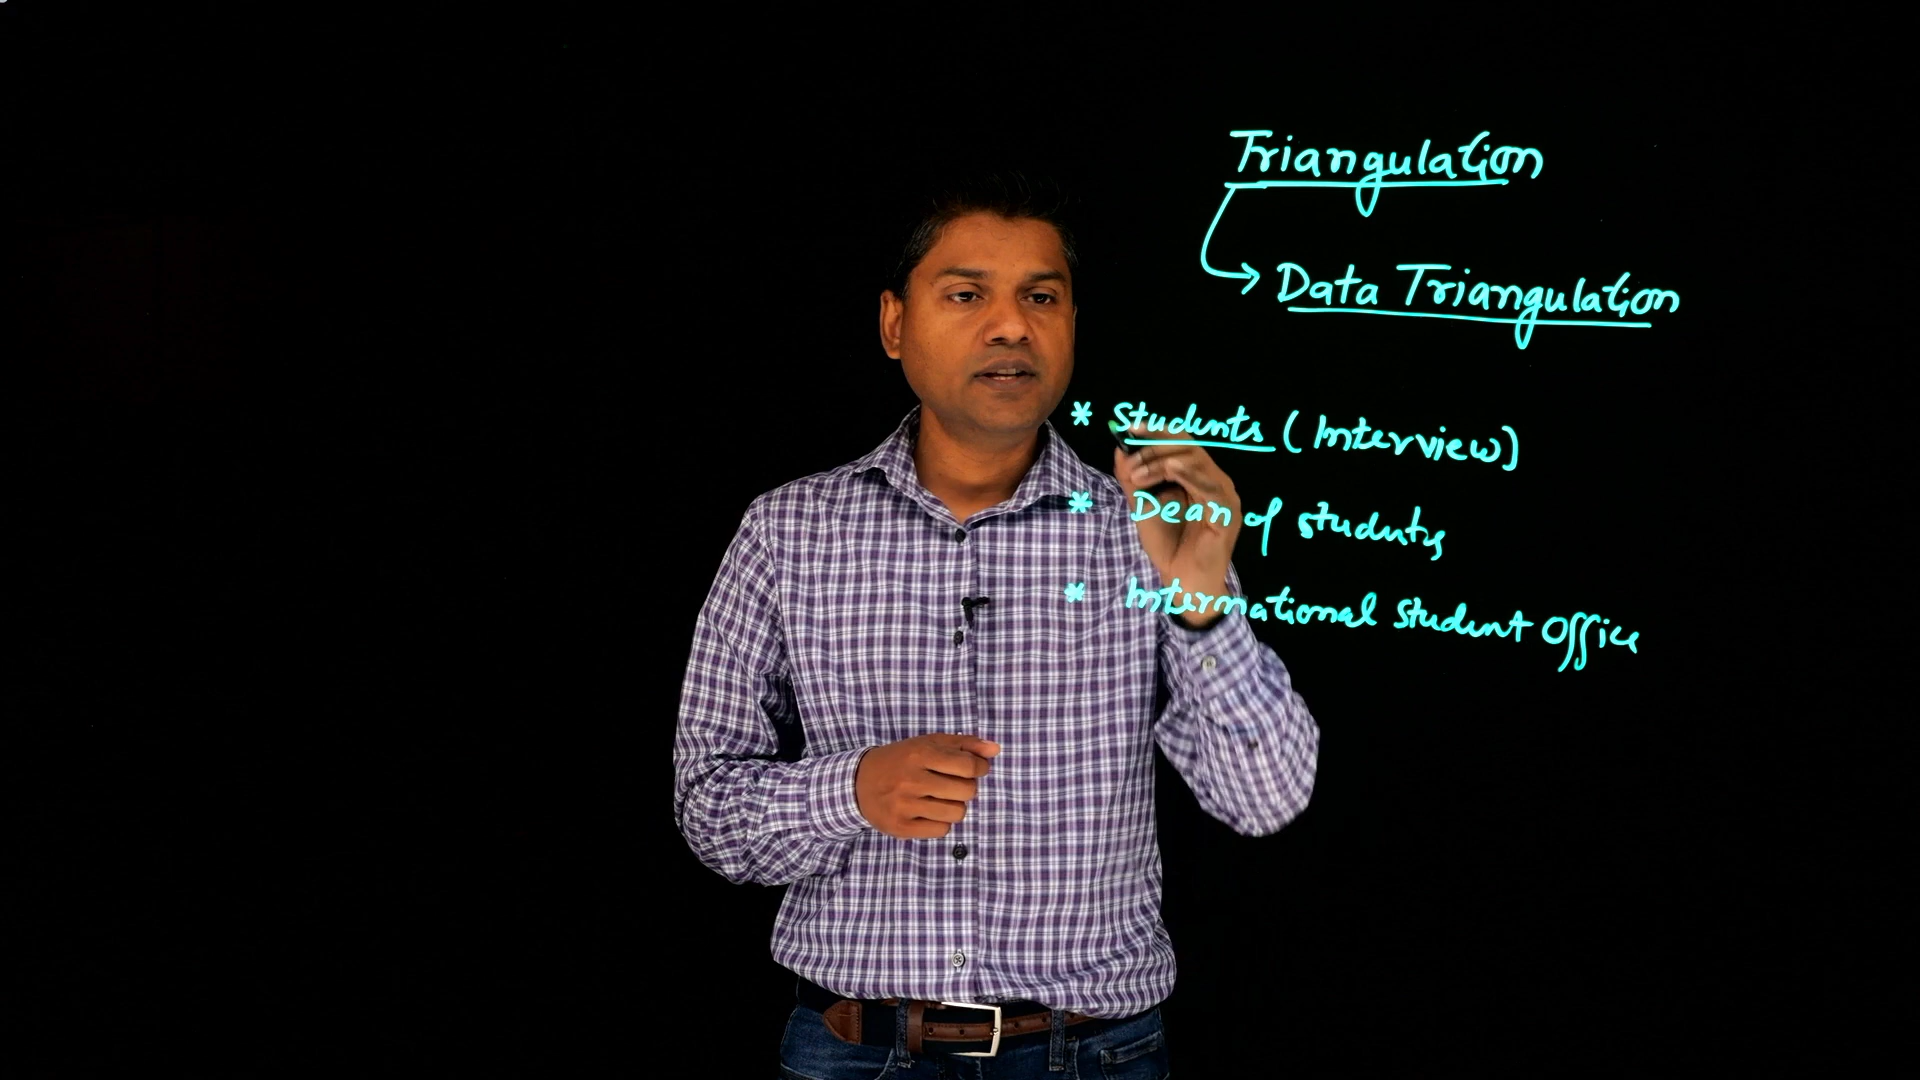 Triangulation
Data Triangulation
* Students (Interview)
* Dean of students
* International Student Office